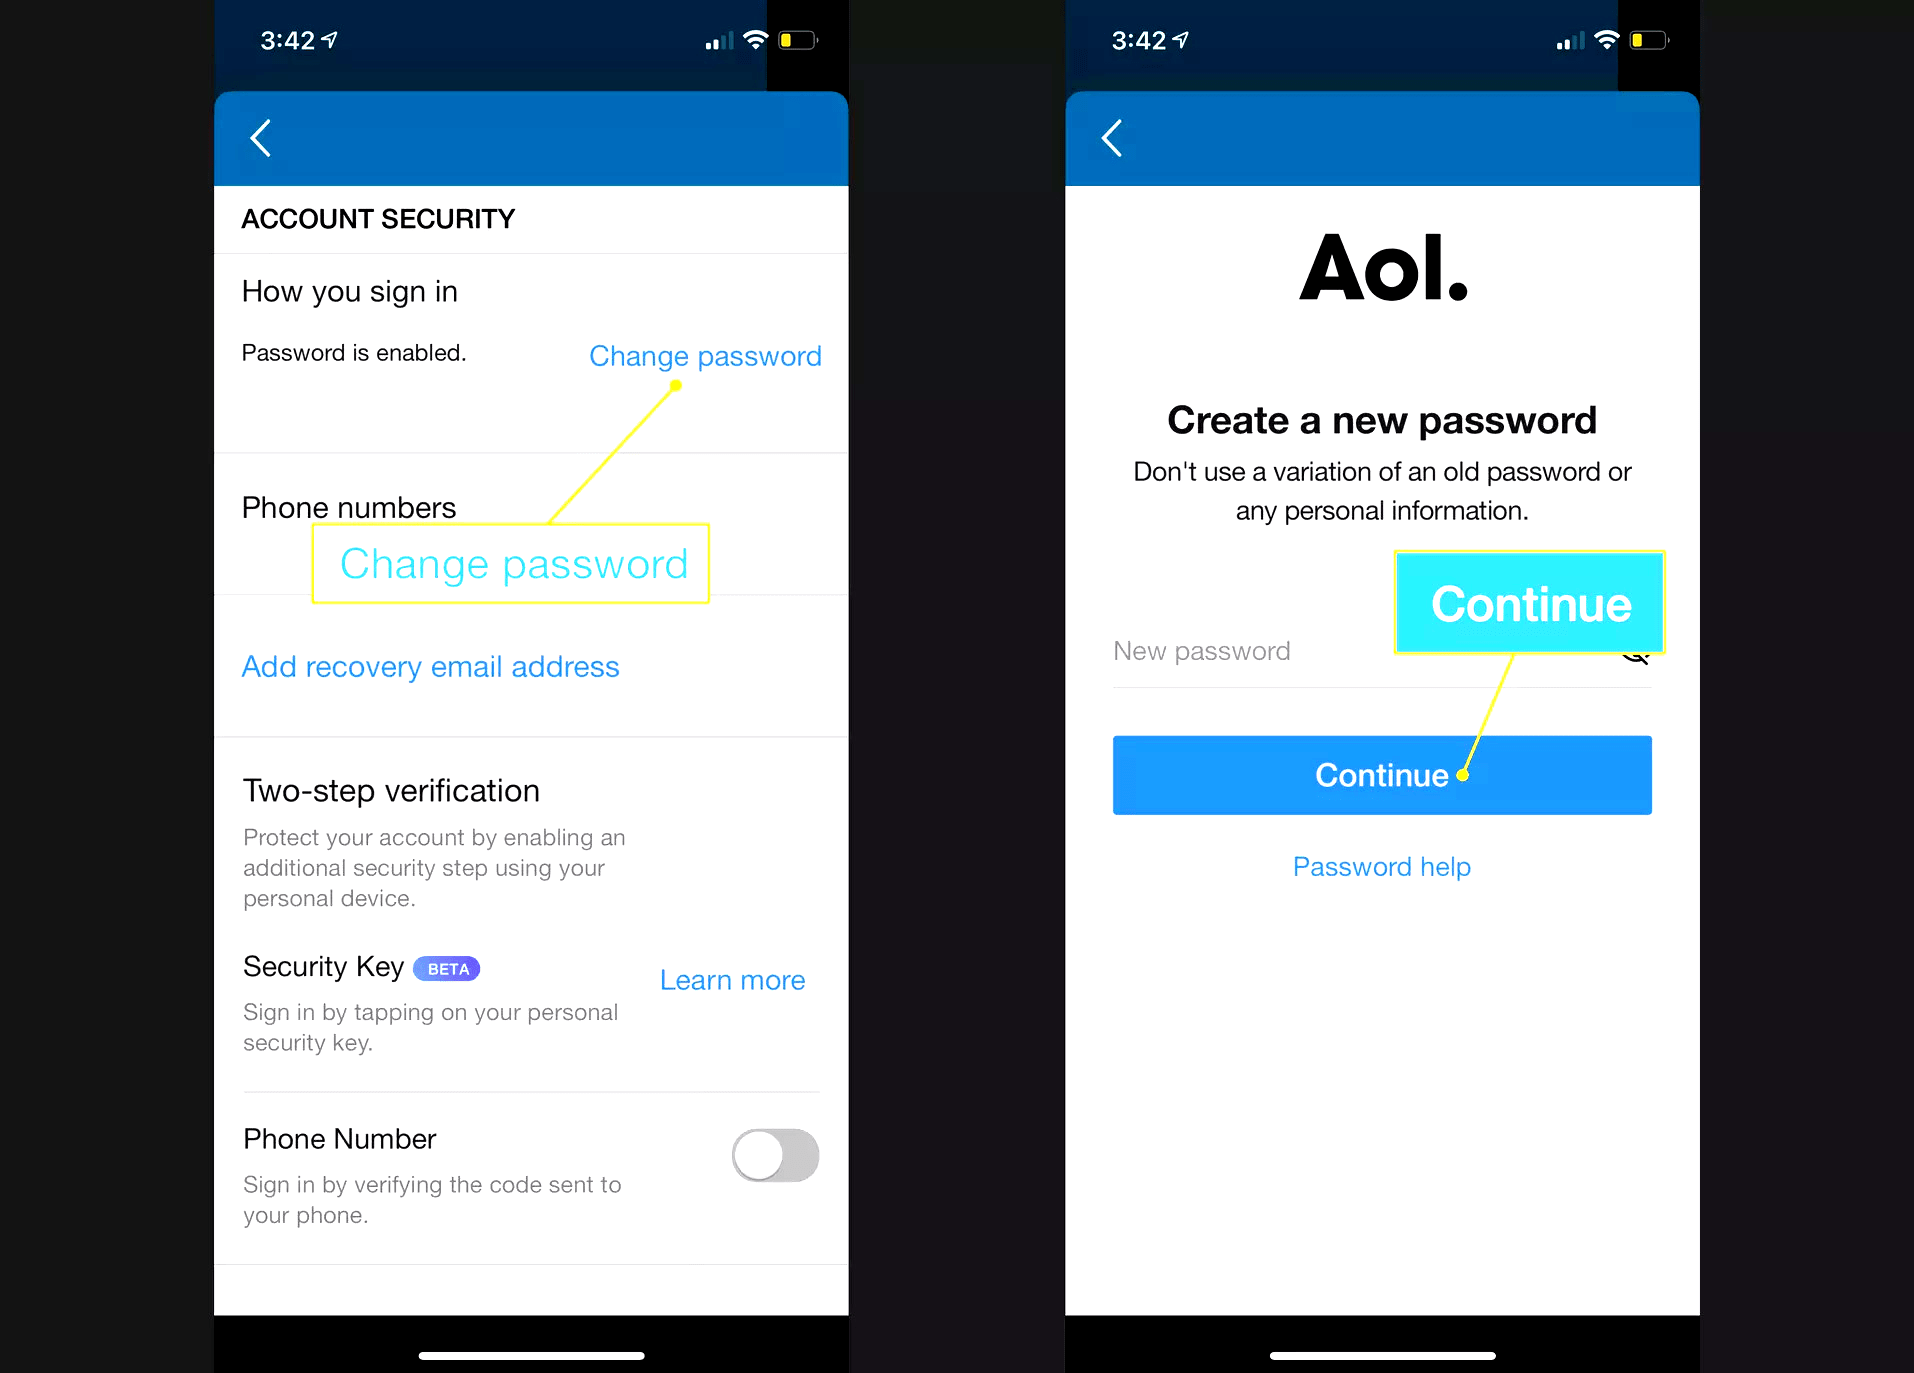 3:42
ACCOUNT SECURITY
How you sign in
Password is enabled.
Change password
Phone numbers
Change password
Add recovery email address
Two-step verification
Protect your account by enabling an
additional security step using your
personal device.
Security Key BETA
Learn more
Sign in by tapping on your personal
security key.
Phone Number
Sign in by verifying the code sent to
your phone.
3:42
Aol.
Create a new password
Don't use a variation of an old password or
any personal information.
Continue
New password
Continue
Password help